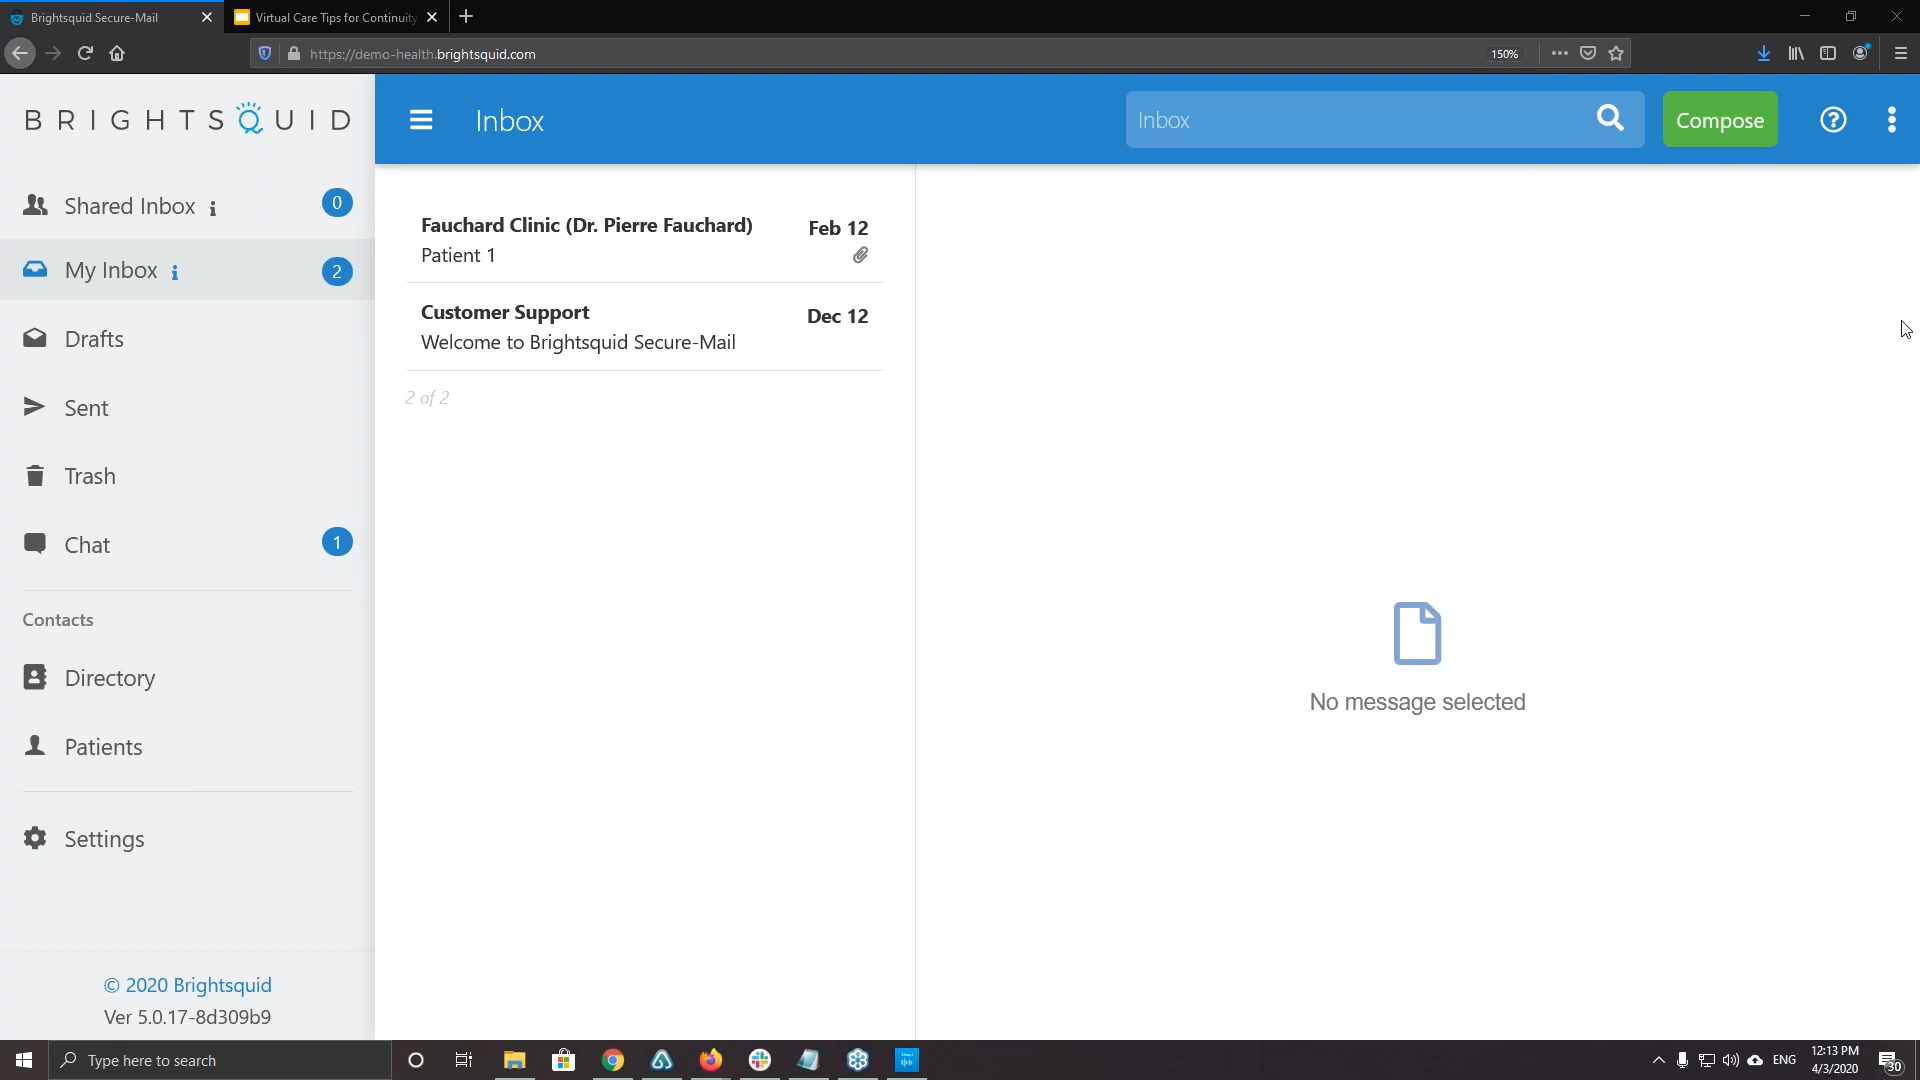 Brightsquid Secure-Mail
Virtual Care Tips for Continuity
https://demo-health.brightsquid.com
150%
BRIGHTSQUID
Inbox
Inbox
Compose
Shared Inbox
0
My Inbox
2
Drafts
Sent
Trash
Chat
1
Contacts
Directory
Patients
Settings
© 2020 Brightsquid
Ver 5.0.17-8d309b9
Fauchard Clinic (Dr. Pierre Fauchard)
Feb 12
Patient 1
Customer Support
Dec 12
Welcome to Brightsquid Secure-Mail
2 of 2
No message selected
Type here to search
ENG
12:13 PM
4/3/2020
30